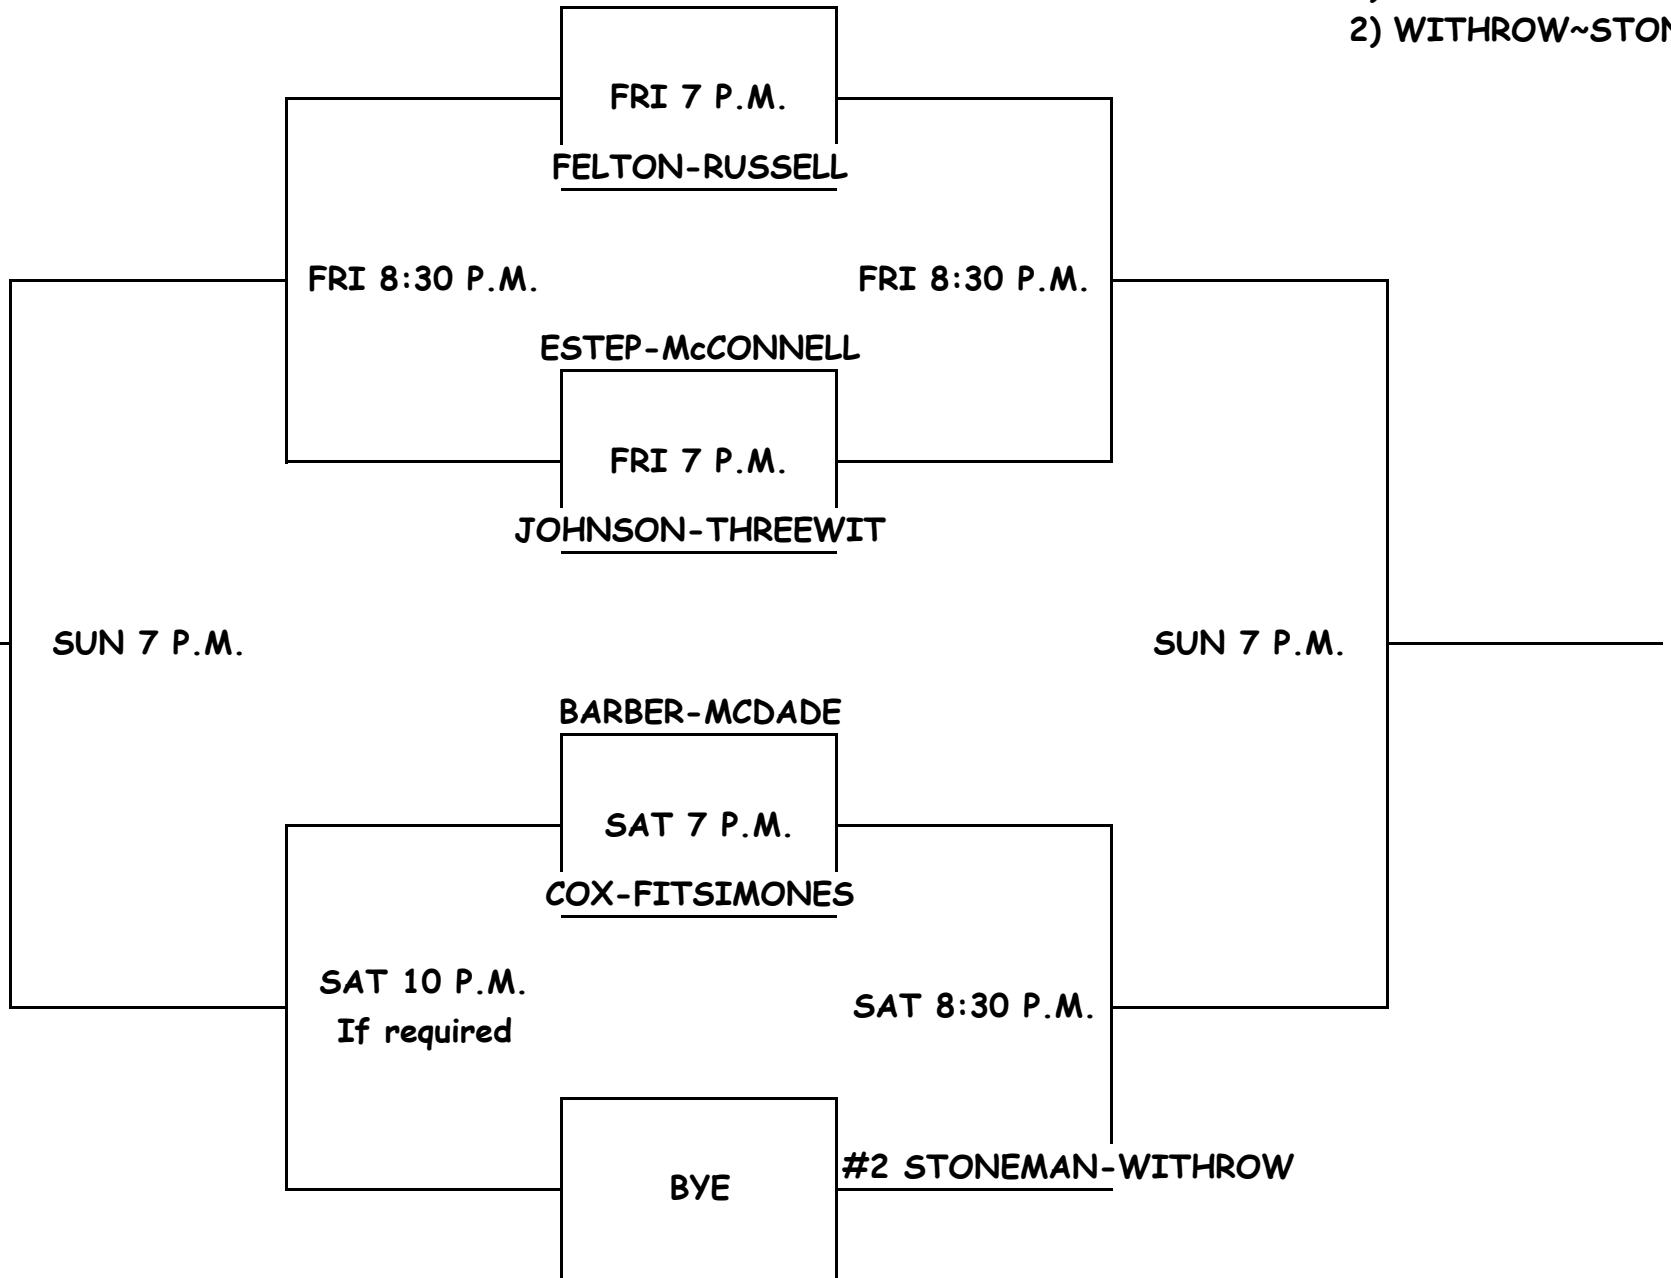 2) WITHROW~STON
FRI 7 P.M.
FELTON-RUSSELL
FRI 8:30 P.M.
FRI 8:30 P.M.
ESTEP-McCONNELL
FRI 7 P.M.
JOHNSON-THREEWIT
SUN 7 P.M.
SUN 7 P.M.
BARBER-MCDADE
SAT 7 P.M.
COX-FITSIMONES
SAT 10 P.M.
If required
SAT 8:30 P.M.
#2 STONEMAN-WITHROW
BYE